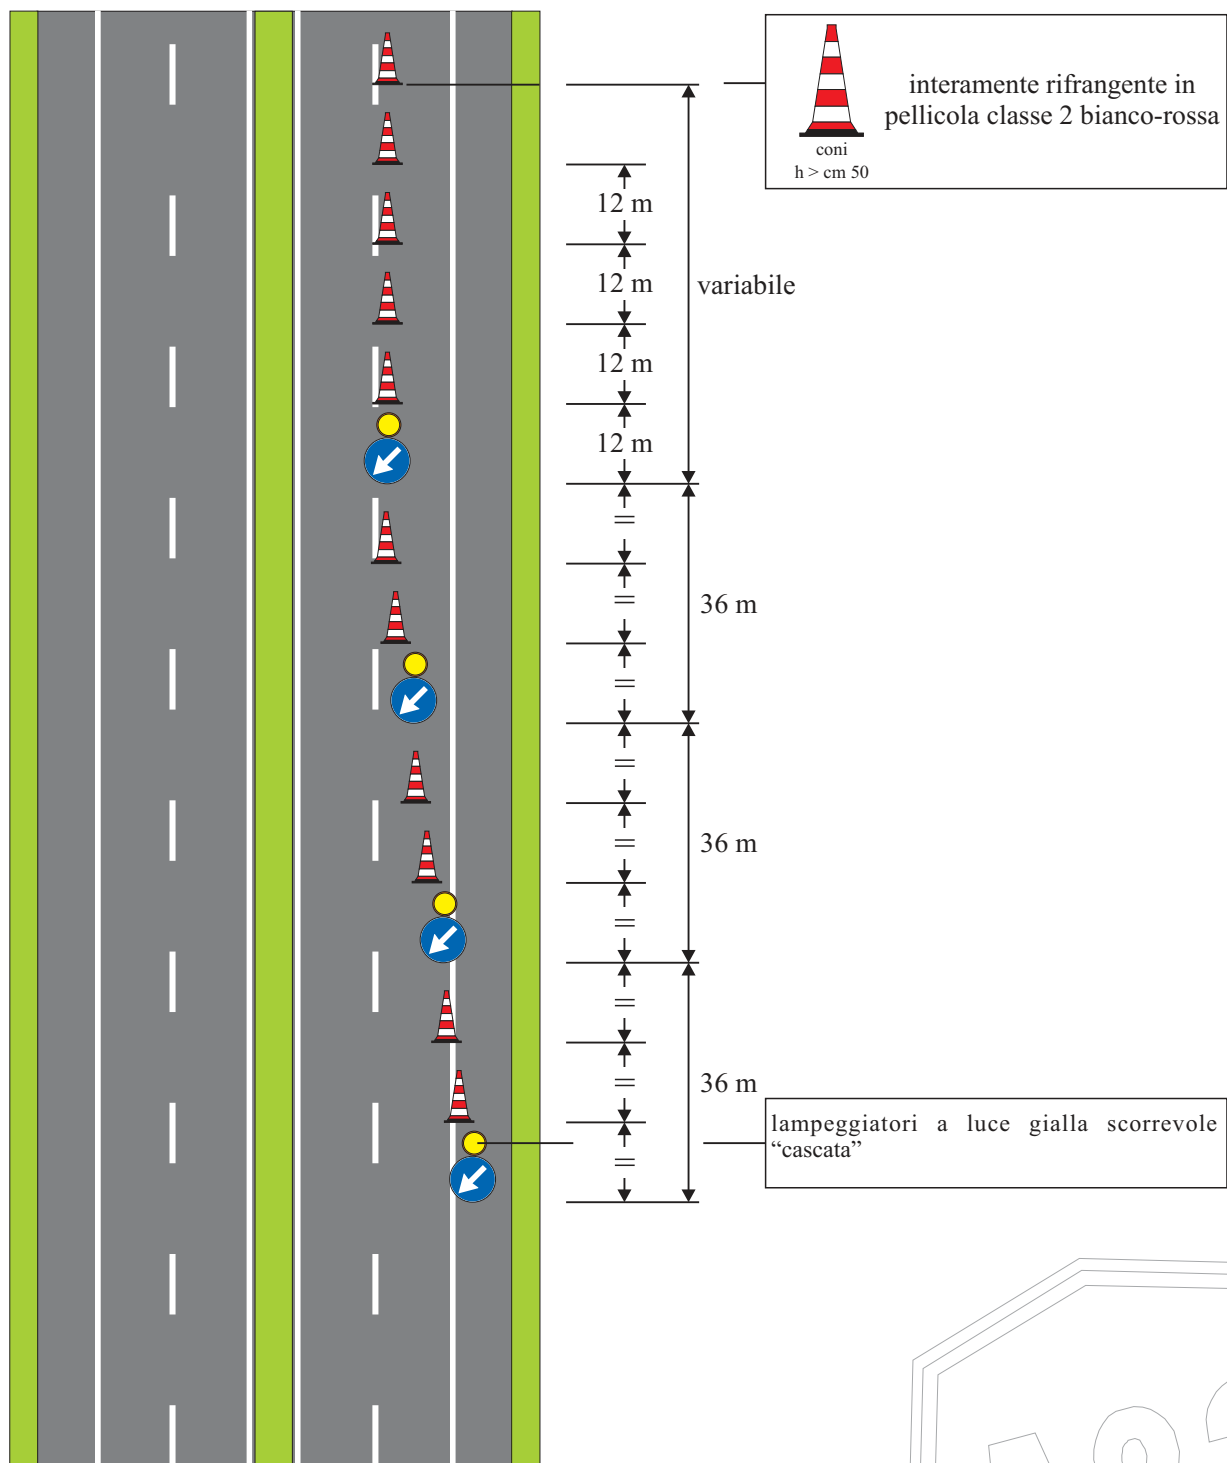 interamente rifrangente in
pellicola classe 2 bianco-rossa
coni
h > cm 50
12 m
12 m
variabile
12 m
12 m
=
=
36 m
=
=
=
36 m
=
=
=
36 m
=
lampeggiatori a luce gialla scorrevole
“cascata”